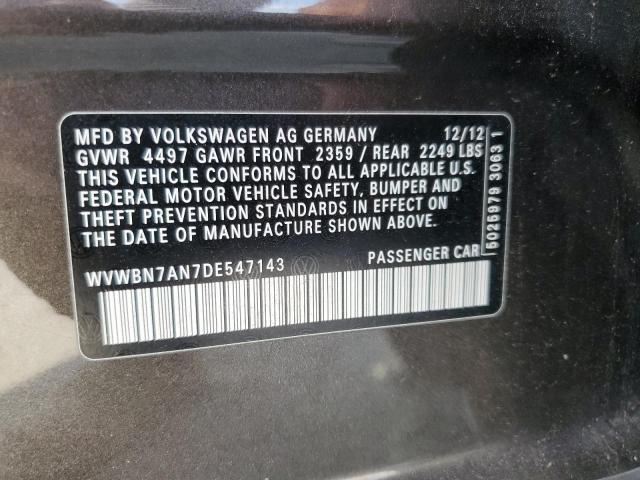 MFD BY VOLKSWAGEN AG GERMANY 12/12
GVWR 4497 GAWR FRONT 2359 / REAR 2249 LBS
THIS VEHICLE CONFORMS TO ALL APPLICABLE U.S.
FEDERAL MOTOR VEHICLE SAFETY, BUMPER AND
THEFT PREVENTION STANDARDS IN EFFECT ON
THE DATE OF MANUFACTURE SHOWN ABOVE.
WVWBN7AN7DE547143 PASSENGER CAR
5025979 3063 1